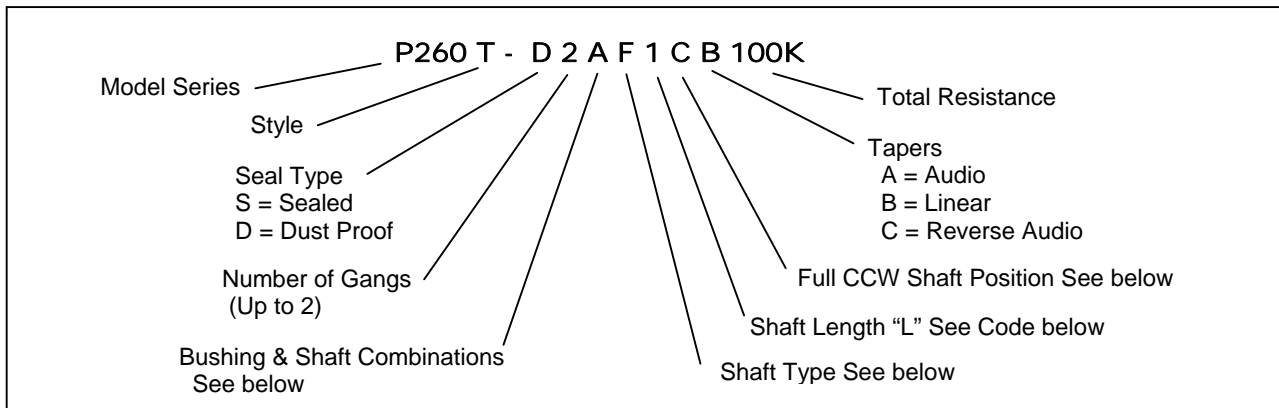 P260 T - D 2 A F 1 C B 100K
Model Series
Total Resistance
Style
Tapers
A = Audio
B = Linear
C = Reverse Audio
Seal Type
S = Sealed
D = Dust Proof
Number of Gangs
(Up to 2)
Full CCW Shaft Position See below
Shaft Length “L” See Code below
Bushing & Shaft Combinations
See below
Shaft Type See below